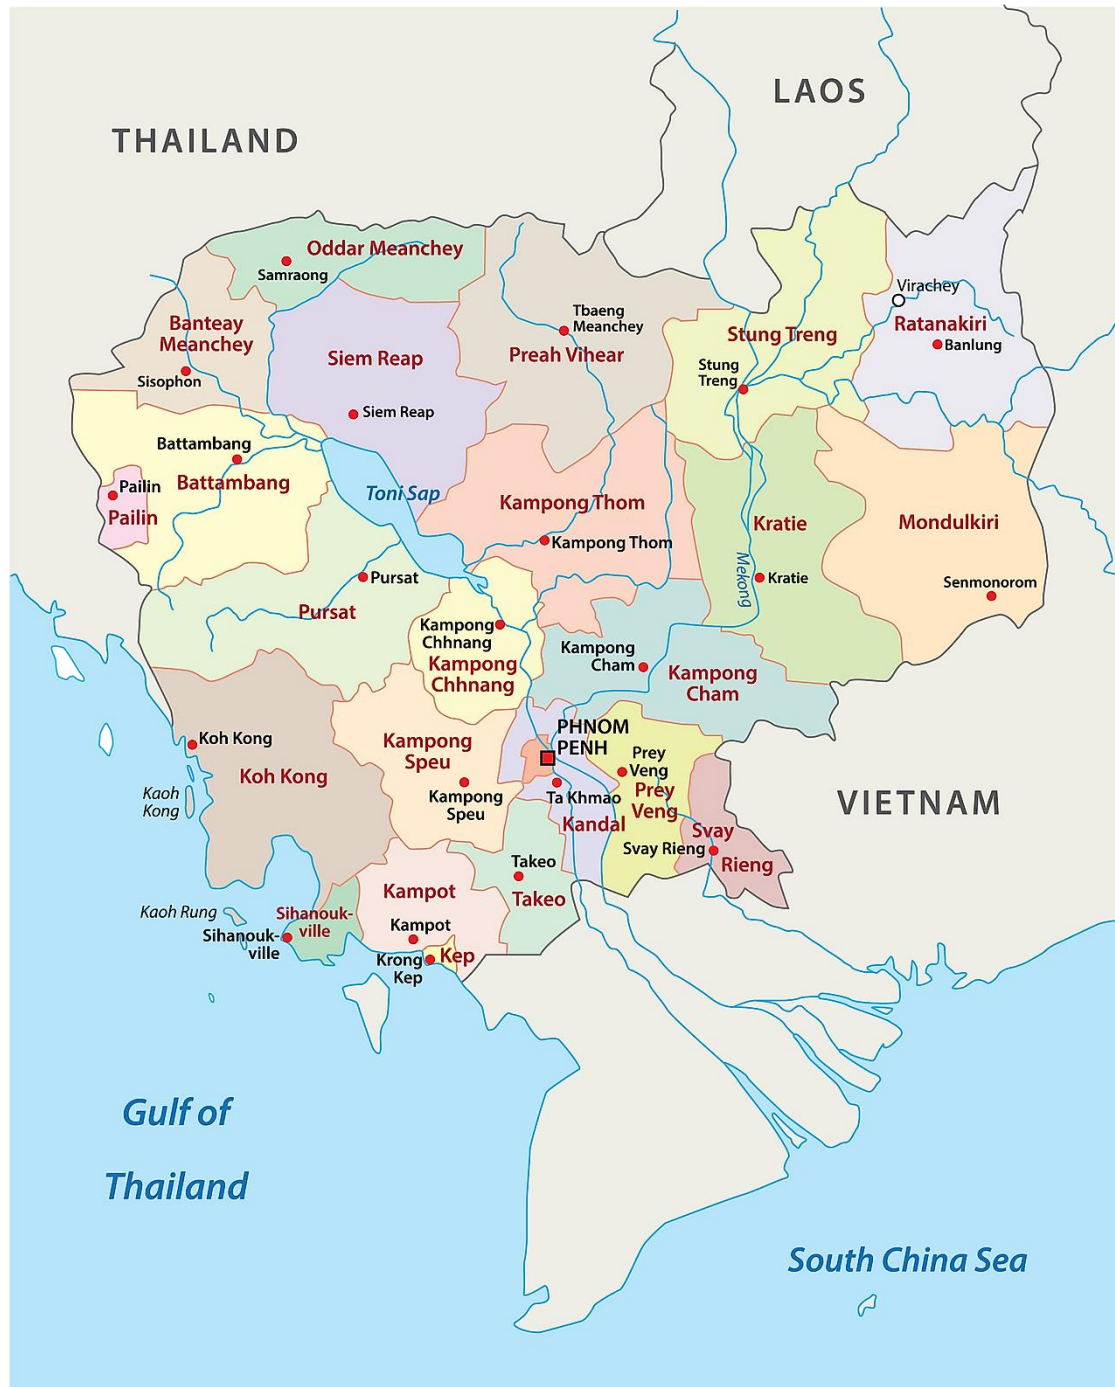 LAOS
THAILAND
Oddar Meanchey
Samraong
Virachey
Tbaeng
Meanchey
Banteay
Meanchey
Ratanakiri
Stung Treng
Banlung
Siem Reap
Preah Vihear
Stung
Treng
Sisophon
Siem Reap
Battambang
Battambang
Pailin
Pailin
Toni Sap
Kampong Thom
Kratie
Mondulkiri
Kampong Thom
Mekong
Pursat
Kratie
Senmonorom
Pursat
Kampong
Chhnang
Kampong
Chhnang
Kampong
Cham
Kampong
Cham
PHNOM
PENH
Koh Kong
Kampong
Speu
Koh Kong
Prey
Veng
Prey
Veng
Kaoh
Kong
Kampong
Speu
Ta Khmao
Kandal
VIETNAM
Svay
Rieng
Svay Rieng
Takeo
Takeo
Kampot
Kampot
Kaoh Rung
Sihanouk-
ville
Sihanouk-
ville
Krong
Kep
Kep
Gulf of
Thailand
South China Sea